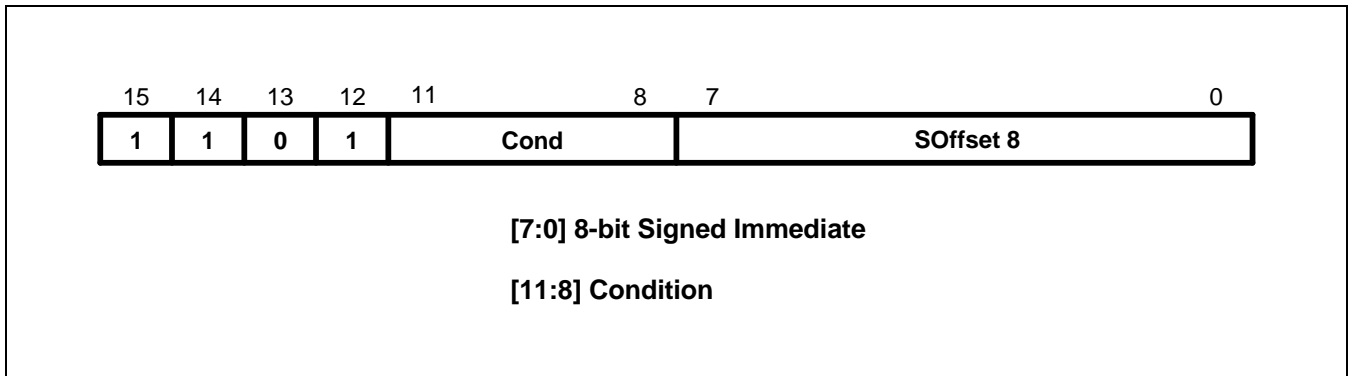 15 14 13 12 11 8 7 0
1 1 0 1 Cond SOffset 8
[7:0] 8-bit Signed Immediate
[11:8] Condition